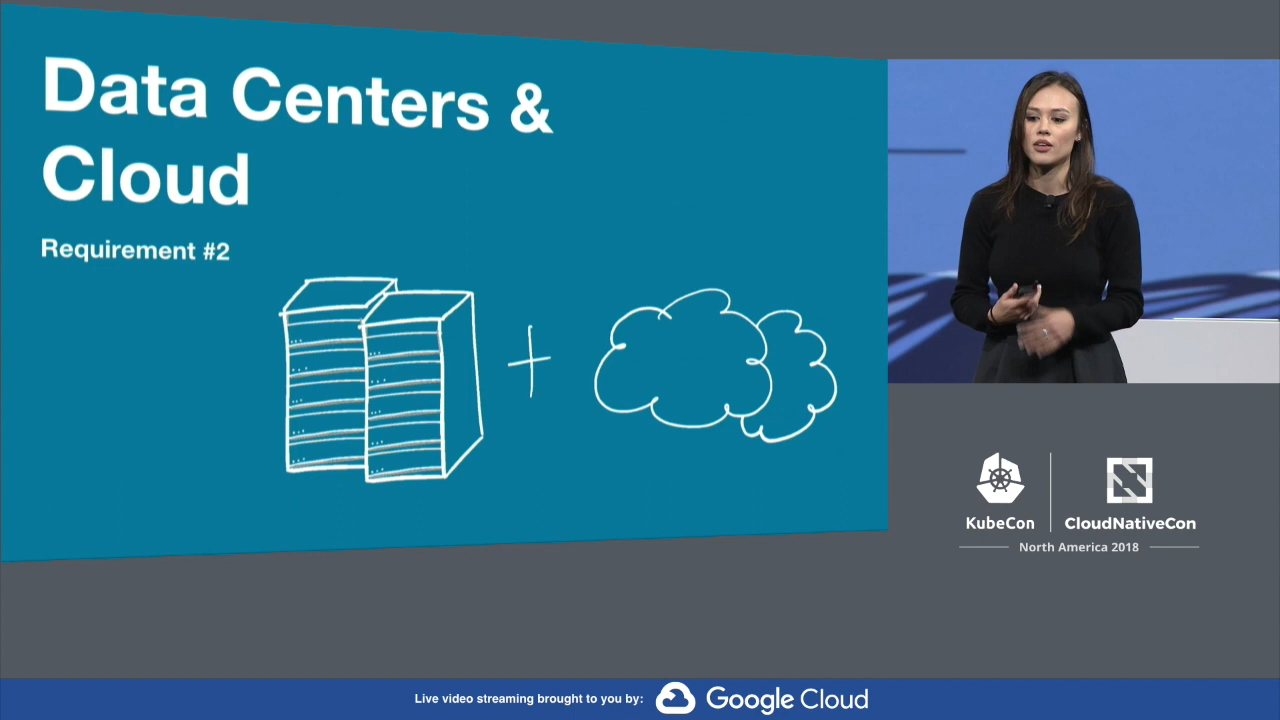 Data Centers &
Cloud
Requirement #2
KubeCon
CloudNativeCon
North America 2018
Live video streaming brought to you by:
Google Cloud